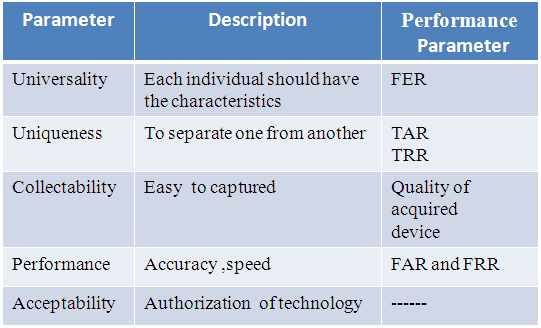 Parameter Description Performance
Parameter
Universality Each individual should have FER
the characteristics
Uniqueness To separate one from another TAR
TRR
Collectability Easy to captured Quality of
acquired
device
Performance Accuracy ,speed FAR and FRR
Acceptability Authorization of technology ------